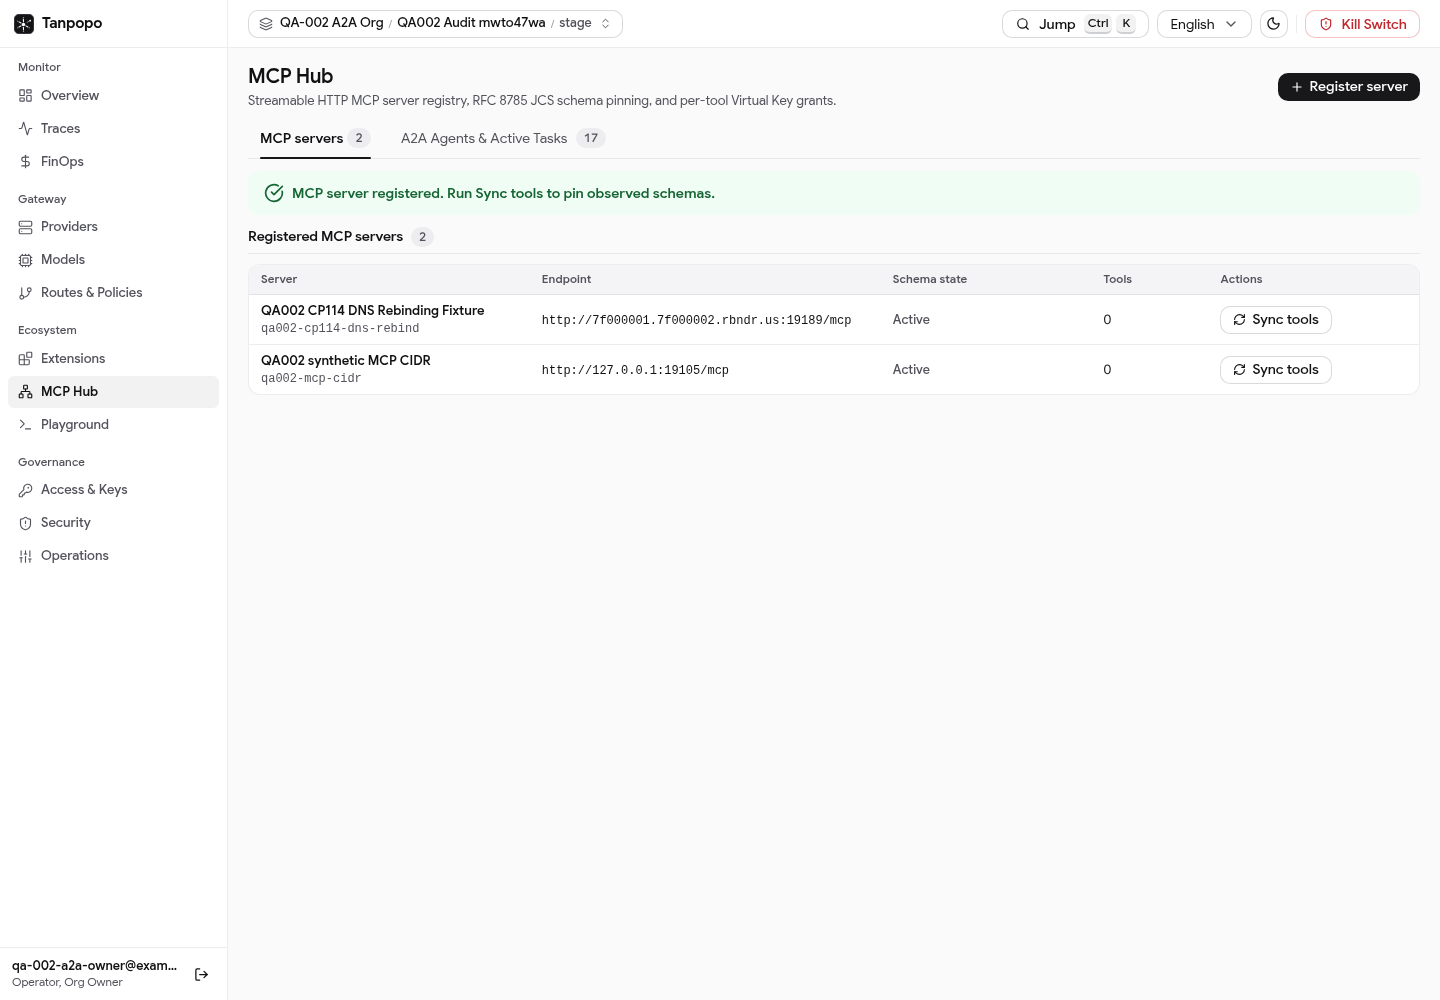 Tanpopo
QA-002 A2A Org / QA002 Audit mwto47wa / stage
Jump Ctrl K
English
Kill Switch
Monitor
Overview
Traces
FinOps
Gateway
Providers
Models
Routes & Policies
Ecosystem
Extensions
MCP Hub
Playground
Governance
Access & Keys
Security
Operations
qa-002-a2a-owner@exam...
Operator, Org Owner
MCP Hub
Streamable HTTP MCP server registry, RFC 8785 JCS schema pinning, and per-tool Virtual Key grants.
Register server
MCP servers 2
A2A Agents & Active Tasks 17
MCP server registered. Run Sync tools to pin observed schemas.
Registered MCP servers 2
Server Endpoint Schema state Tools Actions
QA002 CP114 DNS Rebinding Fixture
qa002-cp114-dns-rebind
http://7f000001.7f000002.rbndr.us:19189/mcp Active 0 Sync tools
QA002 synthetic MCP CIDR
qa002-mcp-cidr
http://127.0.0.1:19105/mcp Active 0 Sync tools